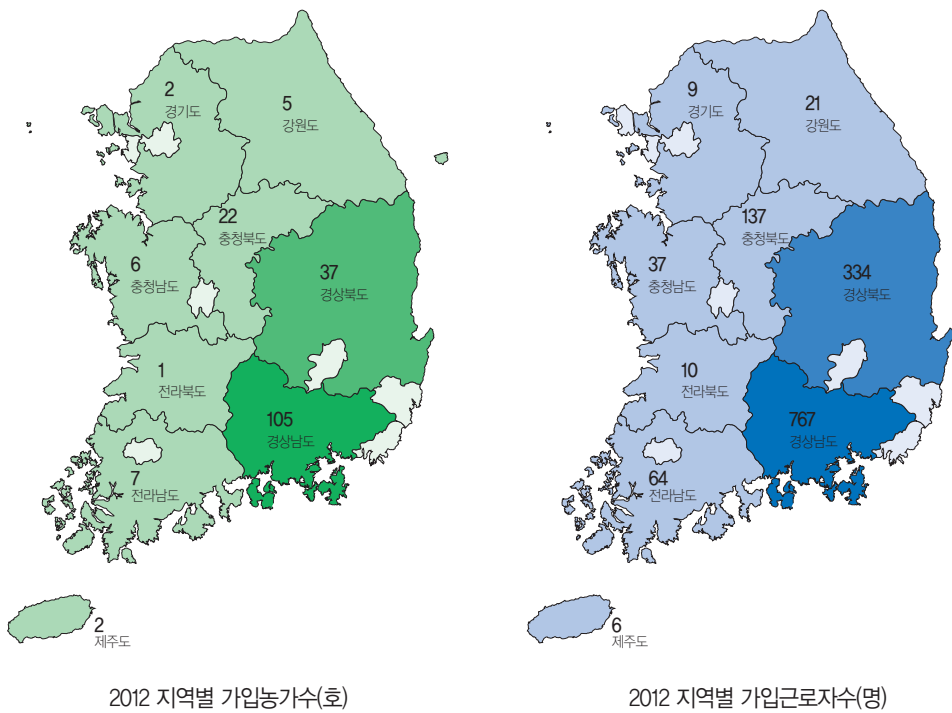 2
경기도
5
강원도
22
충청북도
6
충청남도
37
경상북도
1
전라북도
105
경상남도
7
전라남도
2
제주도
2012 지역별 가입농가수(호)
9
경기도
21
강원도
137
충청북도
37
충청남도
334
경상북도
10
전라북도
767
경상남도
64
전라남도
6
제주도
2012 지역별 가입근로자수(명)